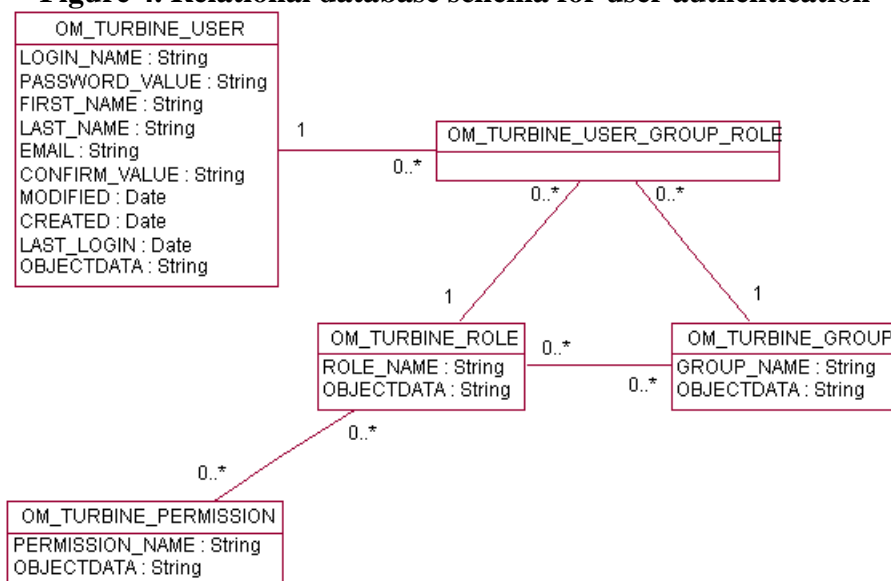 Figure 4. Relational database schema for user authentication
OM_TURBINE_USER
LOGIN_NAME : String
PASSWORD_VALUE : String
FIRST_NAME : String
LAST_NAME : String
EMAIL : String
CONFIRM_VALUE : String
MODIFIED : Date
CREATED : Date
LAST_LOGIN : Date
OBJECTDATA : String
1
0..*
OM_TURBINE_USER_GROUP_ROLE
0..*
0..*
1
1
OM_TURBINE_ROLE
ROLE_NAME : String
OBJECTDATA : String
0..*
0..*
OM_TURBINE_GROUP
GROUP_NAME : String
OBJECTDATA : String
0..*
0..*
OM_TURBINE_PERMISSION
PERMISSION_NAME : String
OBJECTDATA : String